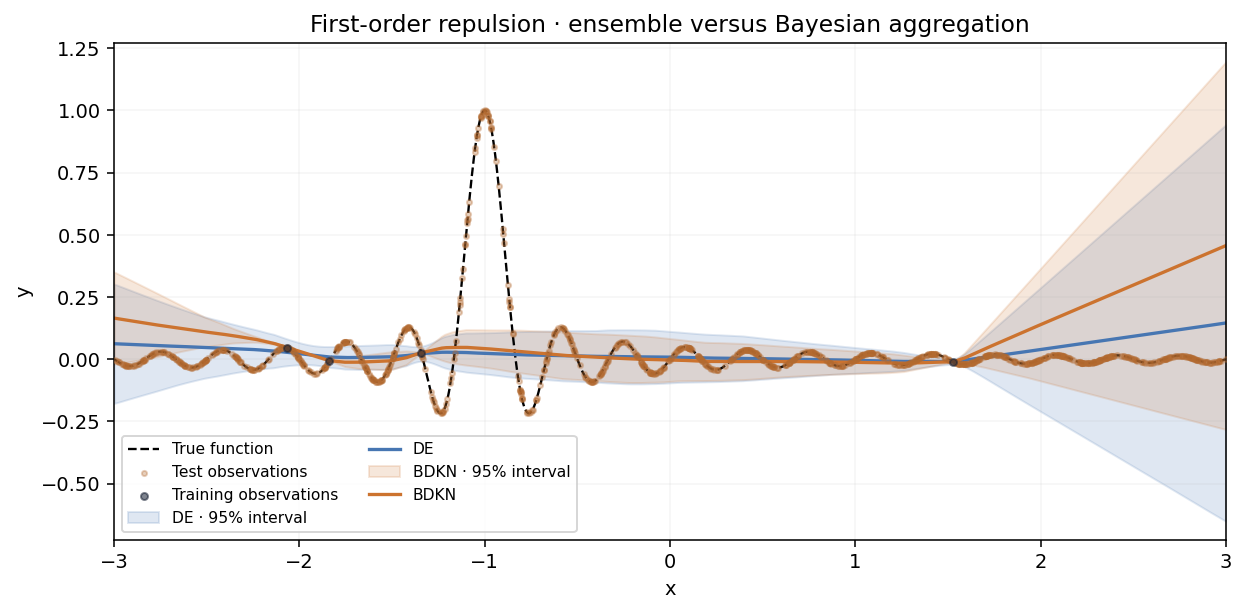 First-order repulsion · ensemble versus Bayesian aggregation
1.25
1.00
0.75
0.50
0.25
0.00
−0.25
−0.50
y
True function
Test observations
Training observations
DE · 95% interval
DE
BDKN · 95% interval
BDKN
−3
−2
−1
0
1
2
3
x